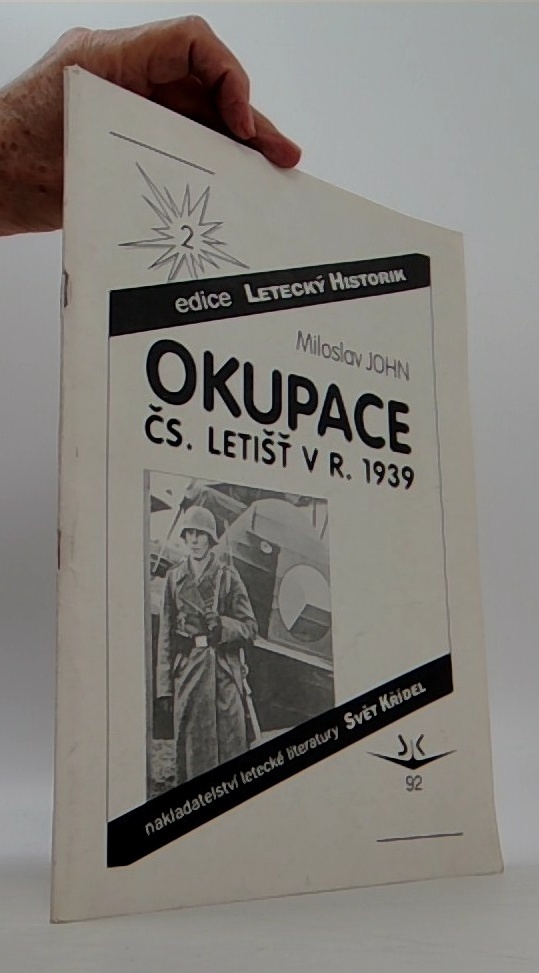 2
edice LETECKÝ HISTORIK
Miloslav JOHN
OKUPACE
ČS. LETIŠŤ V R. 1939
nakladatelství letecké literatury SVĚT KŘÍDEL
92